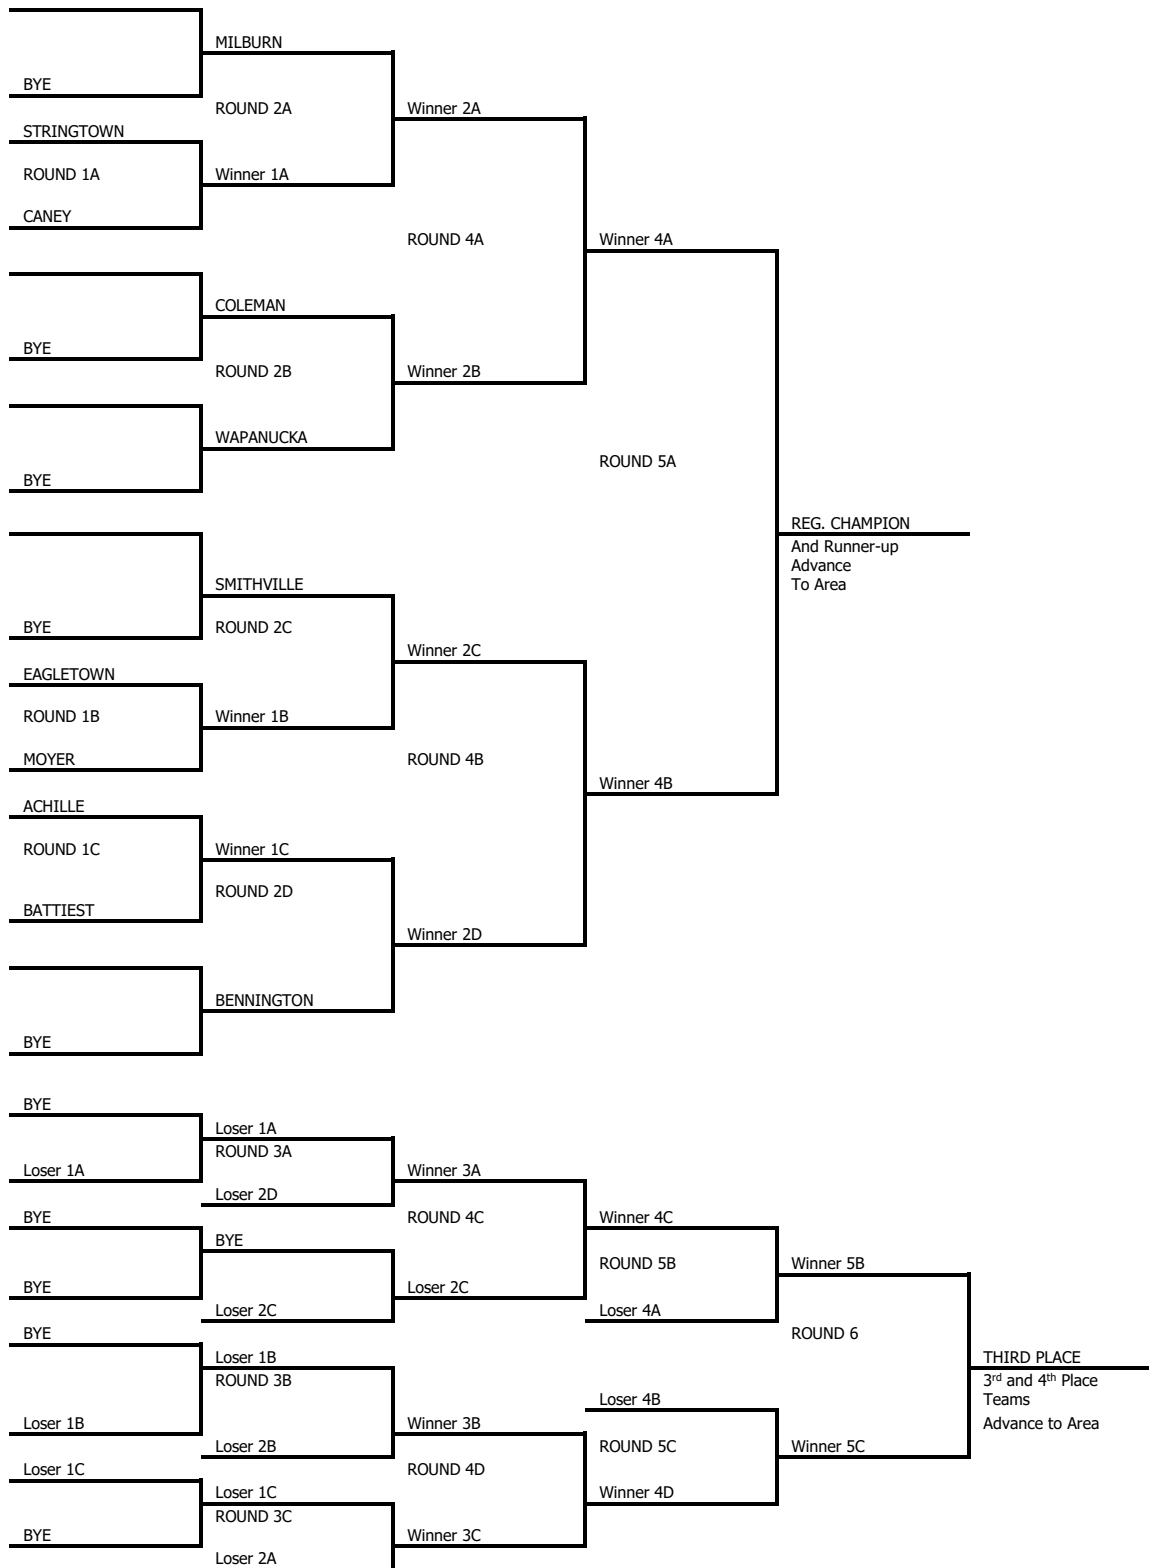 MILBURN
BYE
ROUND 2A
Winner 2A
STRINGTOWN
ROUND 1A
Winner 1A
CANEY
ROUND 4A
Winner 4A
COLEMAN
BYE
ROUND 2B
Winner 2B
WAPANUCKA
ROUND 5A
BYE
REG. CHAMPION
And Runner-up
Advance
To Area
SMITHVILLE
BYE
ROUND 2C
Winner 2C
EAGLETOWN
ROUND 1B
Winner 1B
MOYER
ROUND 4B
Winner 4B
ACHILLE
ROUND 1C
Winner 1C
ROUND 2D
BATTIEST
Winner 2D
BENNINGTON
BYE
BYE
Loser 1A
ROUND 3A
Loser 1A
Winner 3A
Loser 2D
BYE
ROUND 4C
Winner 4C
BYE
ROUND 5B
Winner 5B
BYE
Loser 2C
Loser 2C
Loser 4A
BYE
ROUND 6
Loser 1B
THIRD PLACE
ROUND 3B
3rd and 4th Place
Teams
Loser 4B
Loser 1B
Winner 3B
Advance to Area
Loser 2B
ROUND 5C
Winner 5C
Loser 1C
ROUND 4D
Loser 1C
Winner 4D
ROUND 3C
BYE
Winner 3C
Loser 2A